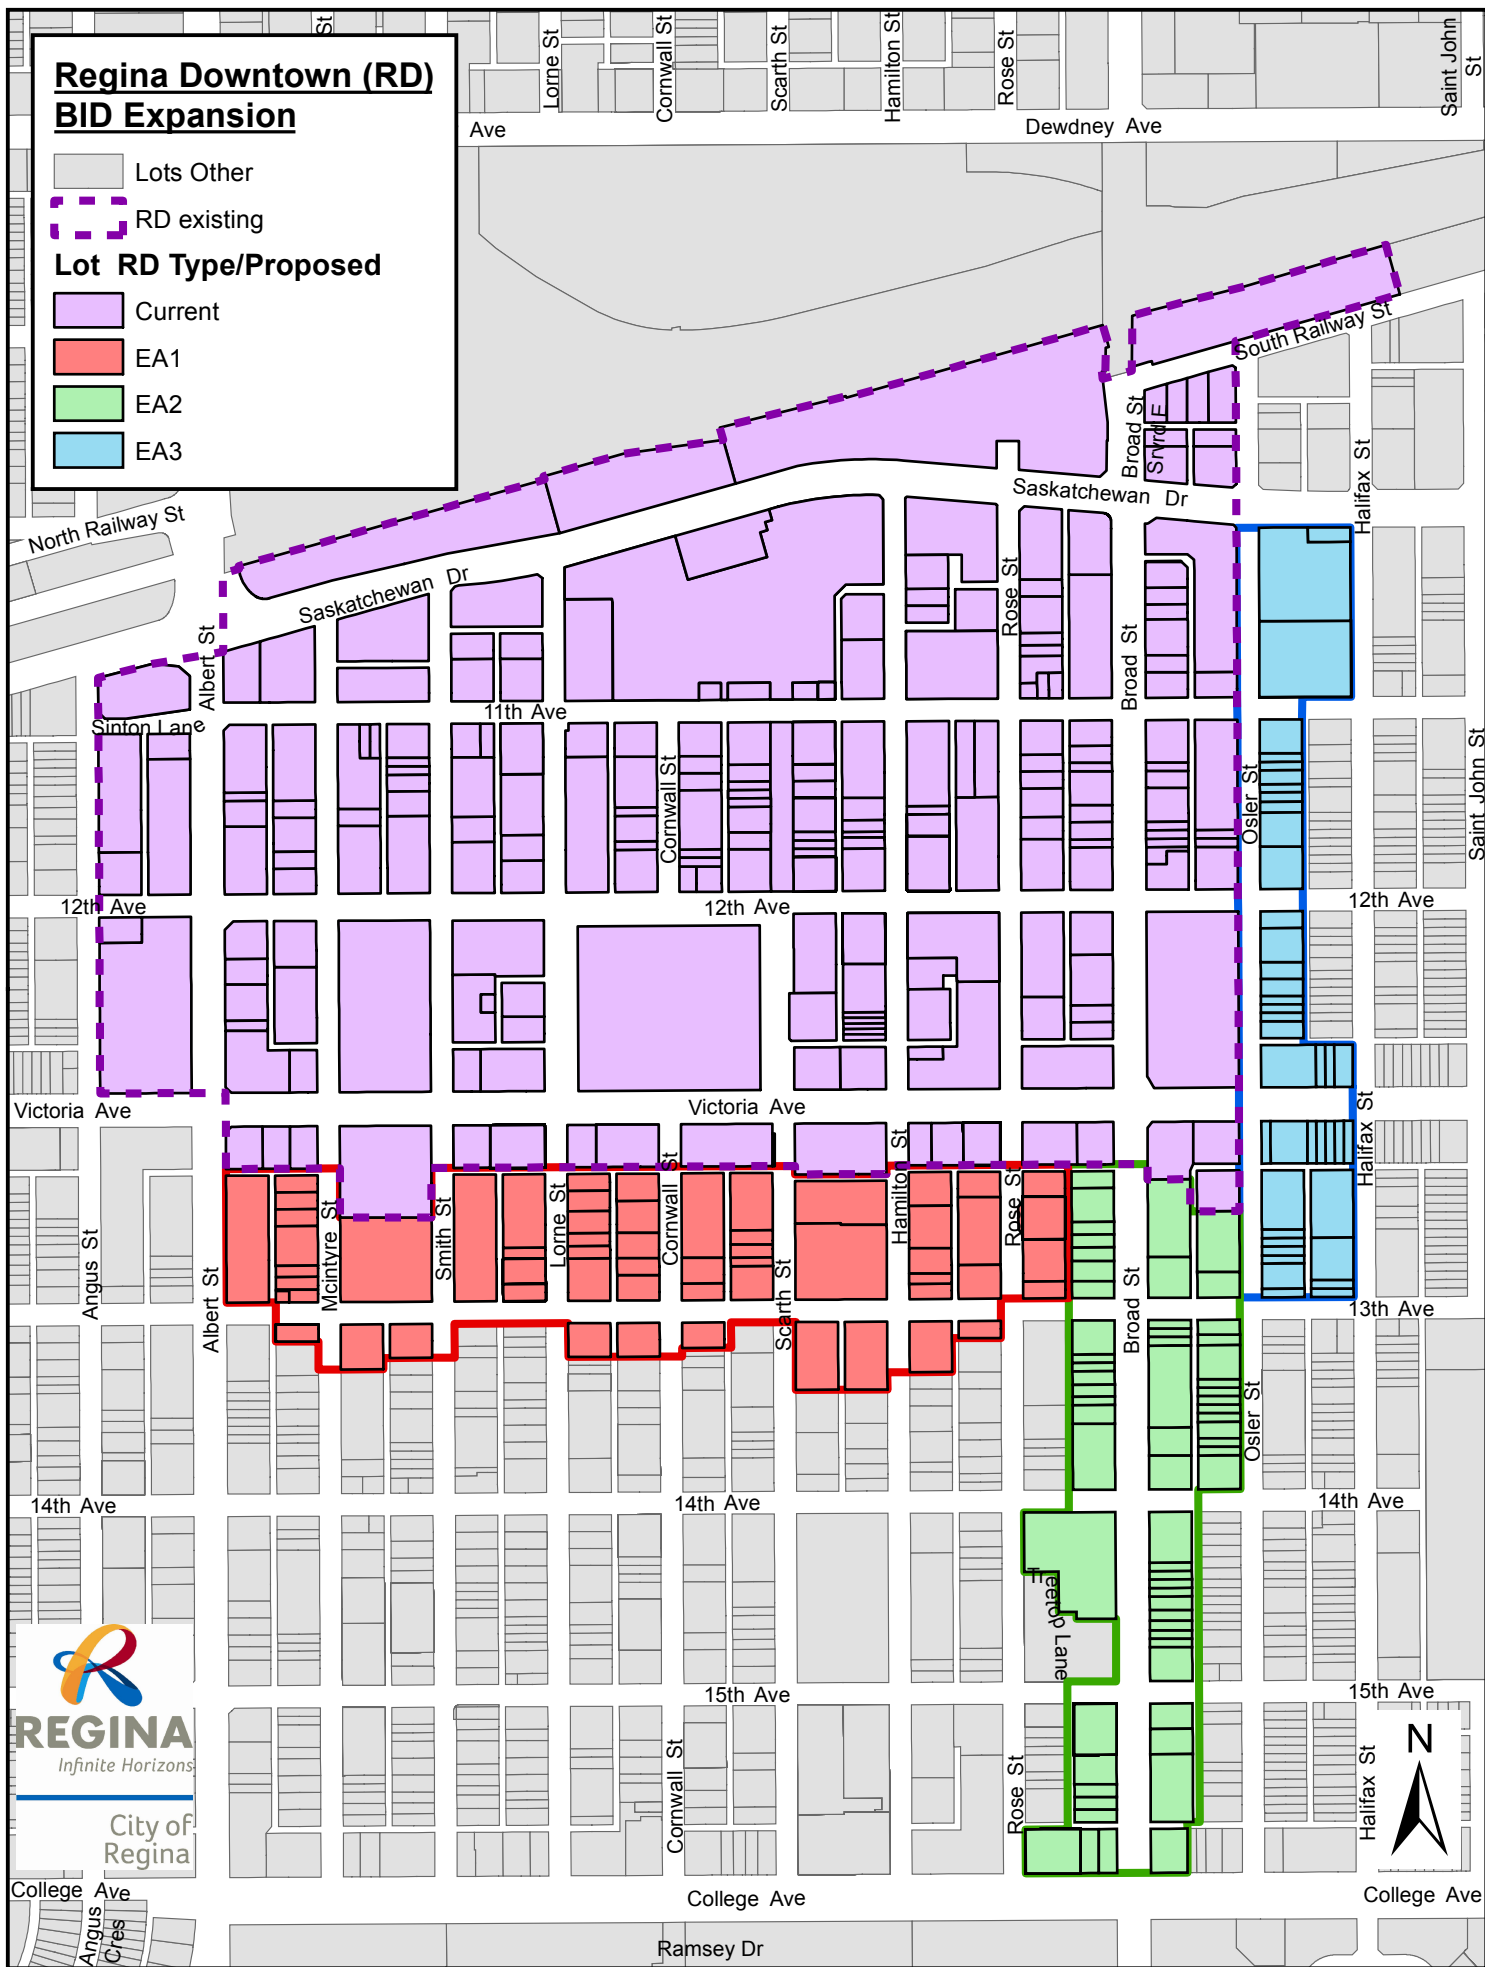 St
Lorne St
Cornwall St
Scarth St
Hamilton St
Rose St
Saint John St
Regina Downtown (RD)
BID Expansion
Lots Other
RD existing
Lot RD Type/Proposed
Current
EA1
EA2
EA3
Ave
Dewdney Ave
South Railway St
Broad St
Srvrd E
Saskatchewan Dr
Halifax St
North Railway St
Saskatchewan Dr
Albert St
Rose St
Broad St
Sinton Lane
11th Ave
Cornwall St
Osler St
Saint John St
12th Ave
12th Ave
12th Ave
Victoria Ave
Victoria Ave
Halifax St
Angus St
Albert St
Mcintyre St
Smith St
Lorne St
Cornwall St
Scarth St
Hamilton St
Rose St
Broad St
Osler St
13th Ave
14th Ave
14th Ave
14th Ave
Treetop Lane
15th Ave
15th Ave
REGINA
Infinite Horizons
City of
Regina
Cornwall St
Rose St
Halifax St
N
College Ave
College Ave
College Ave
Angus Cres
Ramsey Dr